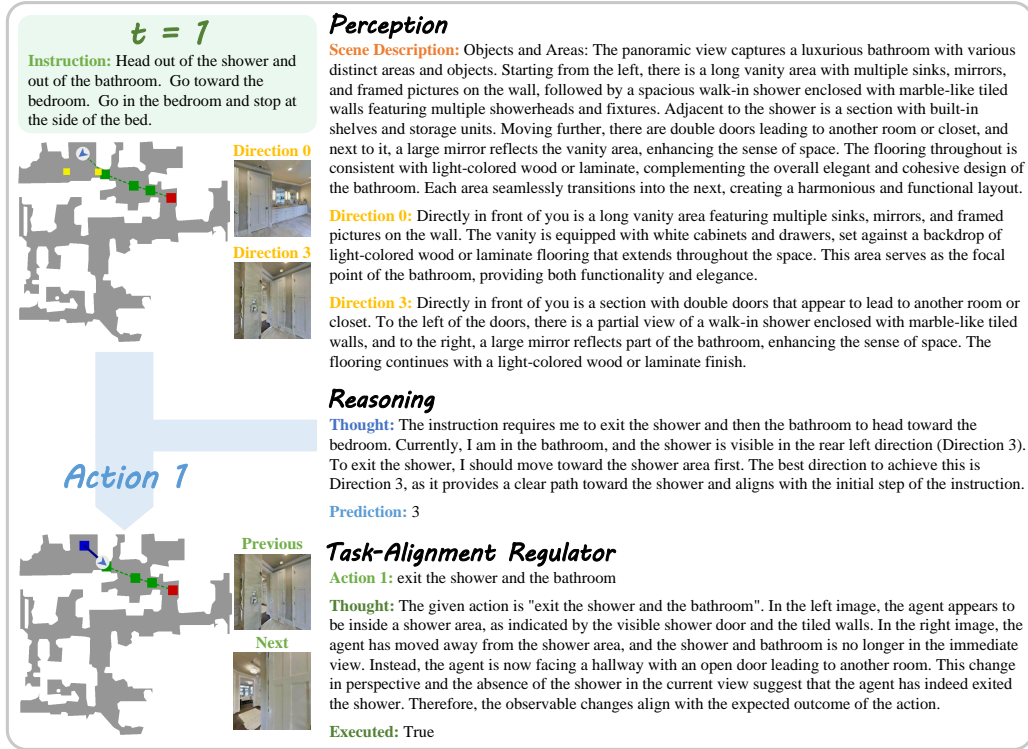 t = 1
Instruction: Head out of the shower and
out of the bathroom. Go toward the
bedroom. Go in the bedroom and stop at
the side of the bed.
Direction 0
Direction 3
Action 1
Previous
Next
Perception
Scene Description: Objects and Areas: The panoramic view captures a luxurious bathroom with various
distinct areas and objects. Starting from the left, there is a long vanity area with multiple sinks, mirrors,
and framed pictures on the wall, followed by a spacious walk-in shower enclosed with marble-like tiled
walls featuring multiple showerheads and fixtures. Adjacent to the shower is a section with built-in
shelves and storage units. Moving further, there are double doors leading to another room or closet, and
next to it, a large mirror reflects the vanity area, enhancing the sense of space. The flooring throughout is
consistent with light-colored wood or laminate, complementing the overall elegant and cohesive design of
the bathroom. Each area seamlessly transitions into the next, creating a harmonious and functional layout.
Direction 0: Directly in front of you is a long vanity area featuring multiple sinks, mirrors, and framed
pictures on the wall. The vanity is equipped with white cabinets and drawers, set against a backdrop of
light-colored wood or laminate flooring that extends throughout the space. This area serves as the focal
point of the bathroom, providing both functionality and elegance.
Direction 3: Directly in front of you is a section with double doors that appear to lead to another room or
closet. To the left of the doors, there is a partial view of a walk-in shower enclosed with marble-like tiled
walls, and to the right, a large mirror reflects part of the bathroom, enhancing the sense of space. The
flooring continues with a light-colored wood or laminate finish.
Reasoning
Thought: The instruction requires me to exit the shower and then the bathroom to head toward the
bedroom. Currently, I am in the bathroom, and the shower is visible in the rear left direction (Direction 3).
To exit the shower, I should move toward the shower area first. The best direction to achieve this is
Direction 3, as it provides a clear path toward the shower and aligns with the initial step of the instruction.
Prediction: 3
Task-Alignment Regulator
Action 1: exit the shower and the bathroom
Thought: The given action is "exit the shower and the bathroom". In the left image, the agent appears to
be inside a shower area, as indicated by the visible shower door and the tiled walls. In the right image, the
agent has moved away from the shower area, and the shower and bathroom is no longer in the immediate
view. Instead, the agent is now facing a hallway with an open door leading to another room. This change
in perspective and the absence of the shower in the current view suggest that the agent has indeed exited
the shower. Therefore, the observable changes align with the expected outcome of the action.
Executed: True